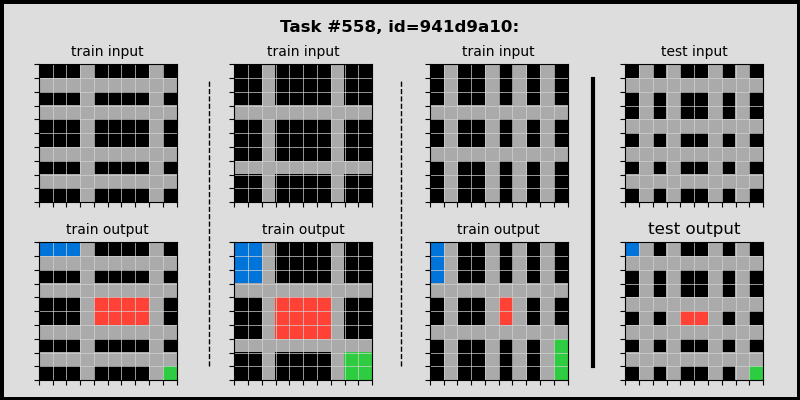 Task #558, id=941d9a10:
train input train input train input test input
train output train output train output test output